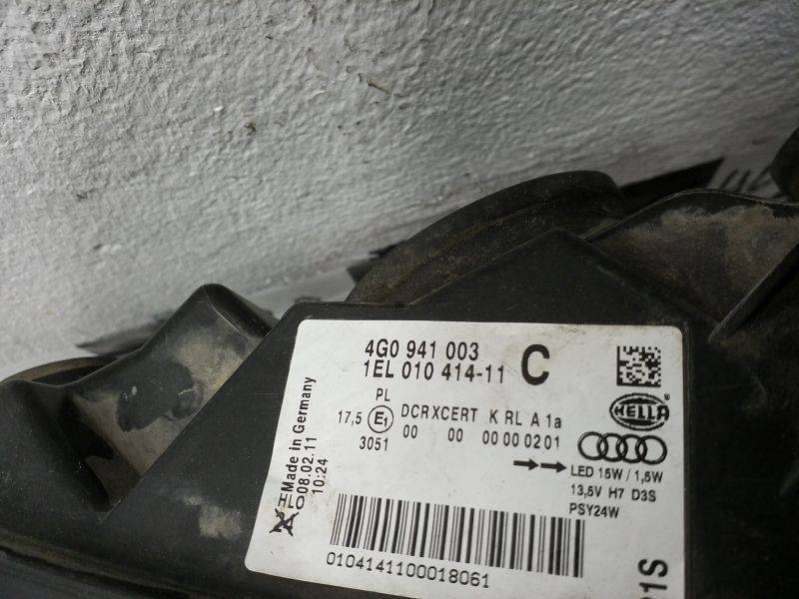 4G0 941 003
1EL 010 414-11 C
PL
17,5 E1 DCRXCERT K RL A 1a
3051 00 00 00 00 02 01
HELLA
LED 15W / 1,5W
13,5V H7 D3S
PSY24W
Made in Germany
08.02.11
10:24
0104141100018061